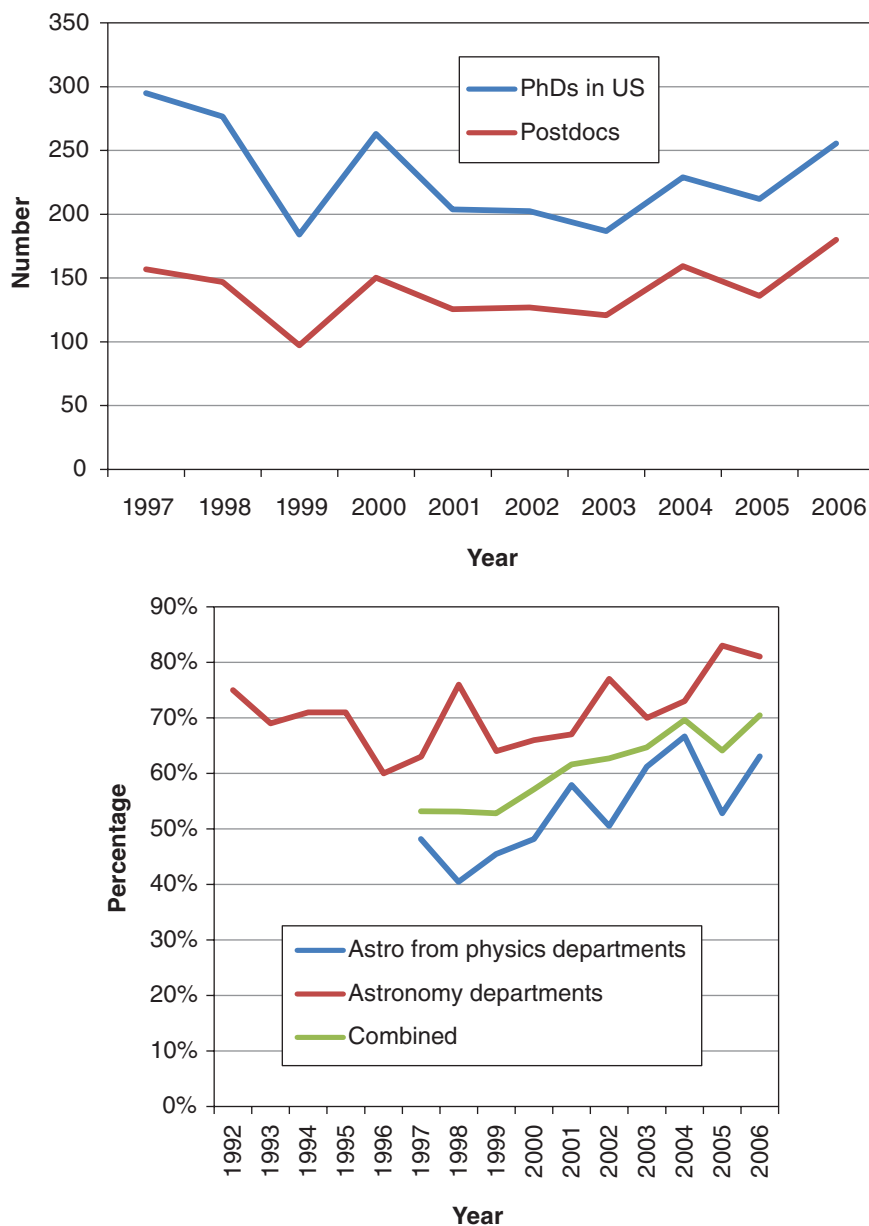 350
300
250
200
150
100
50
0
Number
PhDs in US
Postdocs
1997 1998 1999 2000 2001 2002 2003 2004 2005 2006
Year
90%
80%
70%
60%
50%
40%
30%
20%
10%
0%
Percentage
Astro from physics departments
Astronomy departments
Combined
1992 1993 1994 1995 1996 1997 1998 1999 2000 2001 2002 2003 2004 2005 2006
Year